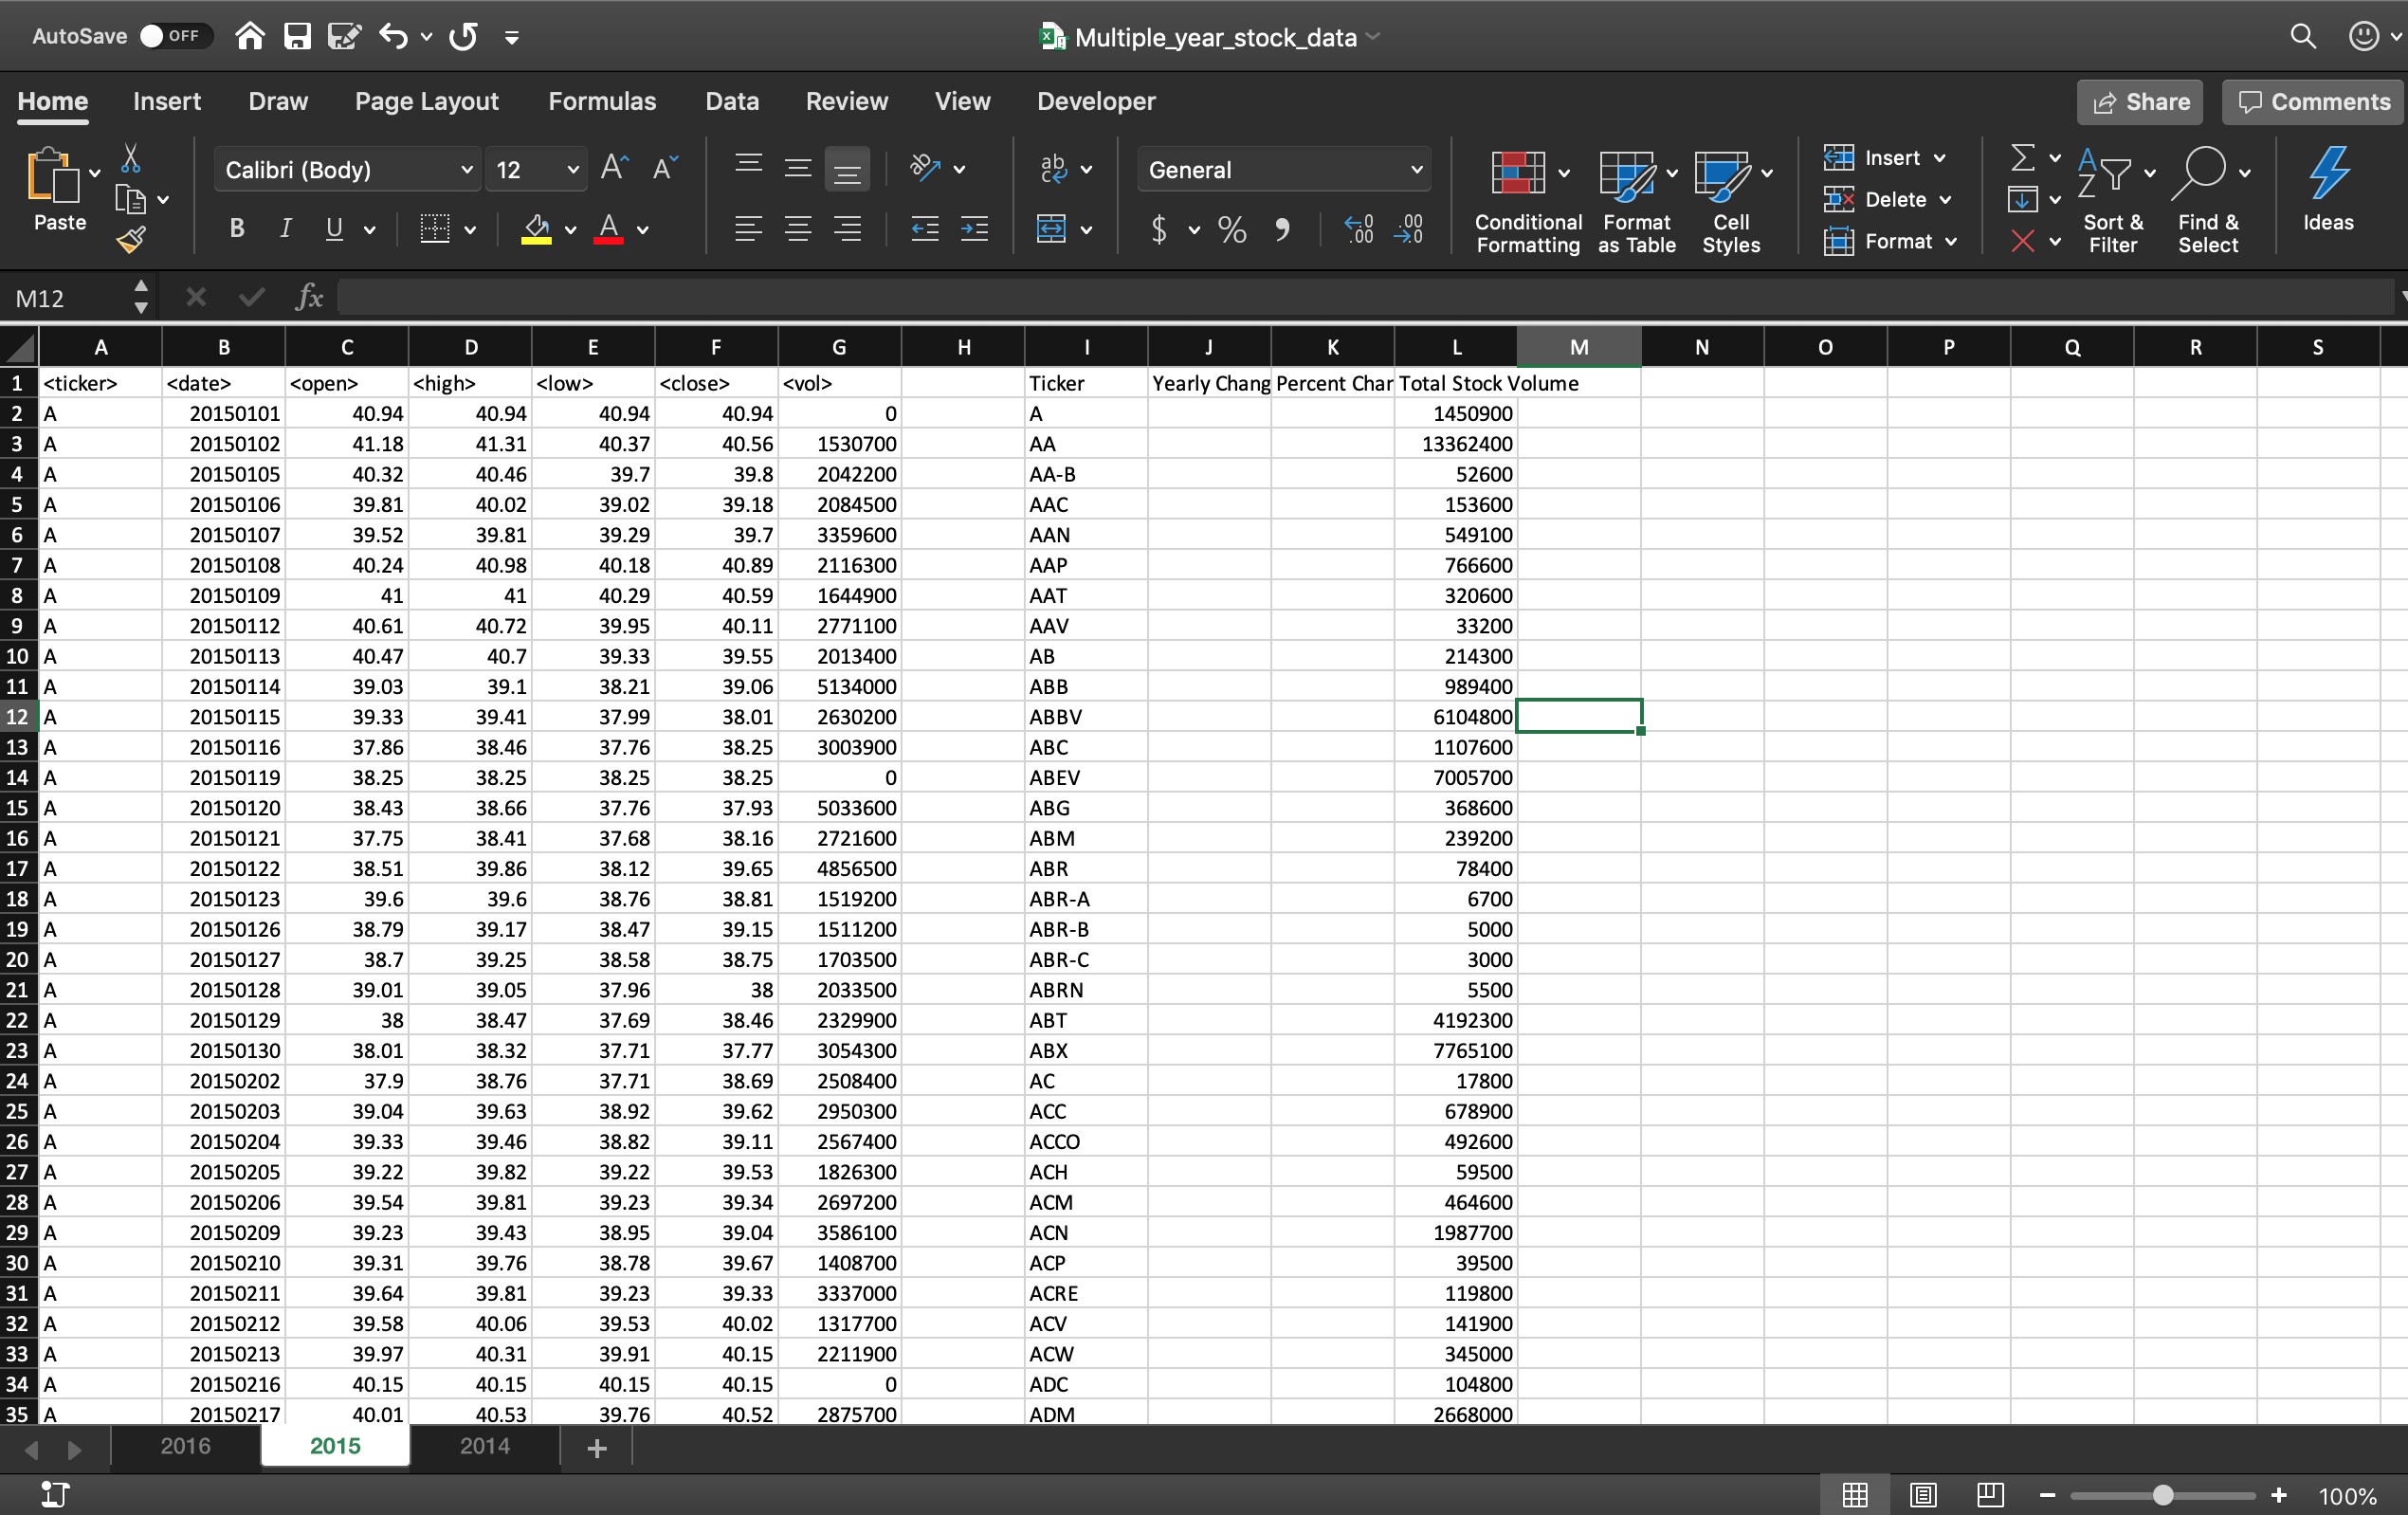 AutoSave OFF Multiple_year_stock_data
Home Insert Draw Page Layout Formulas Data Review View Developer Share Comments
Paste Calibri (Body) 12 General Conditional Formatting Format as Table Cell Styles Insert Delete Format Sort & Filter Find & Select Ideas
M12 fx
A B C D E F G H I J K L M N O P Q R S
1 <ticker> <date> <open> <high> <low> <close> <vol> Ticker Yearly Chang Percent Char Total Stock Volume
2 A 20150101 40.94 40.94 40.94 40.94 0 A 1450900
3 A 20150102 41.18 41.31 40.37 40.56 1530700 AA 13362400
4 A 20150105 40.32 40.46 39.7 39.8 2042200 AA-B 52600
5 A 20150106 39.81 40.02 39.02 39.18 2084500 AAC 153600
6 A 20150107 39.52 39.81 39.29 39.7 3359600 AAN 549100
7 A 20150108 40.24 40.98 40.18 40.89 2116300 AAP 766600
8 A 20150109 41 41 40.29 40.59 1644900 AAT 320600
9 A 20150112 40.61 40.72 39.95 40.11 2771100 AAV 33200
10 A 20150113 40.47 40.7 39.33 39.55 2013400 AB 214300
11 A 20150114 39.03 39.1 38.21 39.06 5134000 ABB 989400
12 A 20150115 39.33 39.41 37.99 38.01 2630200 ABBV 6104800
13 A 20150116 37.86 38.46 37.76 38.25 3003900 ABC 1107600
14 A 20150119 38.25 38.25 38.25 38.25 0 ABEV 7005700
15 A 20150120 38.43 38.66 37.76 37.93 5033600 ABG 368600
16 A 20150121 37.75 38.41 37.68 38.16 2721600 ABM 239200
17 A 20150122 38.51 39.86 38.12 39.65 4856500 ABR 78400
18 A 20150123 39.6 39.6 38.76 38.81 1519200 ABR-A 6700
19 A 20150126 38.79 39.17 38.47 39.15 1511200 ABR-B 5000
20 A 20150127 38.7 39.25 38.58 38.75 1703500 ABR-C 3000
21 A 20150128 39.01 39.05 37.96 38 2033500 ABRN 5500
22 A 20150129 38 38.47 37.69 38.46 2329900 ABT 4192300
23 A 20150130 38.01 38.32 37.71 37.77 3054300 ABX 7765100
24 A 20150202 37.9 38.76 37.71 38.69 2508400 AC 17800
25 A 20150203 39.04 39.63 38.92 39.62 2950300 ACC 678900
26 A 20150204 39.33 39.46 38.82 39.11 2567400 ACCO 492600
27 A 20150205 39.22 39.82 39.22 39.53 1826300 ACH 59500
28 A 20150206 39.54 39.81 39.23 39.34 2697200 ACM 464600
29 A 20150209 39.23 39.43 38.95 39.04 3586100 ACN 1987700
30 A 20150210 39.31 39.76 38.78 39.67 1408700 ACP 39500
31 A 20150211 39.64 39.81 39.23 39.33 3337000 ACRE 119800
32 A 20150212 39.58 40.06 39.53 40.02 1317700 ACV 141900
33 A 20150213 39.97 40.31 39.91 40.15 2211900 ACW 345000
34 A 20150216 40.15 40.15 40.15 40.15 0 ADC 104800
35 A 20150217 40.01 40.53 39.76 40.52 2875700 ADM 2668000
2016 2015 2014 +
100%